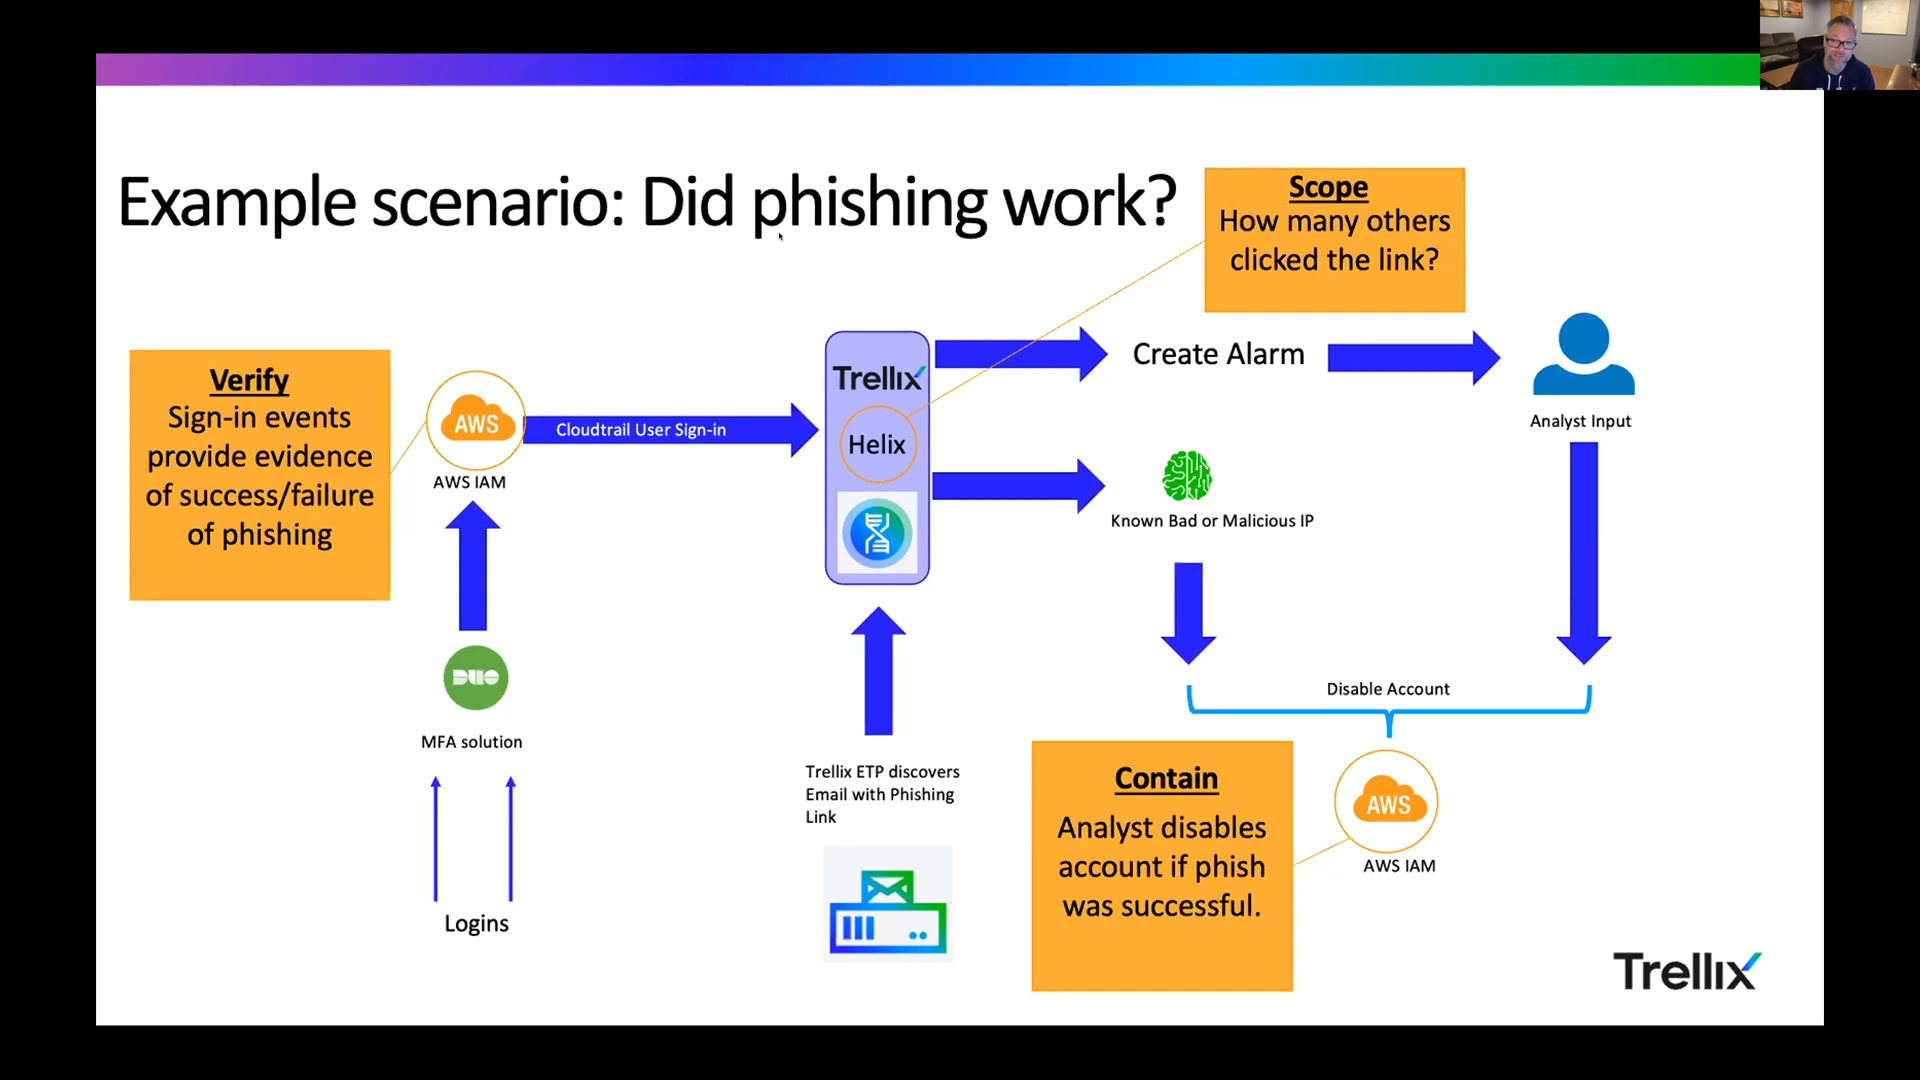 Example scenario: Did phishing work?
Scope
How many others
clicked the link?
Verify
Sign-in events
provide evidence
of success/failure
of phishing
AWS
AWS IAM
Cloudtrail User Sign-in
Trellix
Helix
Create Alarm
Analyst Input
Known Bad or Malicious IP
DUO
MFA solution
Logins
Trellix ETP discovers
Email with Phishing
Link
Disable Account
Contain
Analyst disables
account if phish
was successful.
AWS
AWS IAM
Trellix